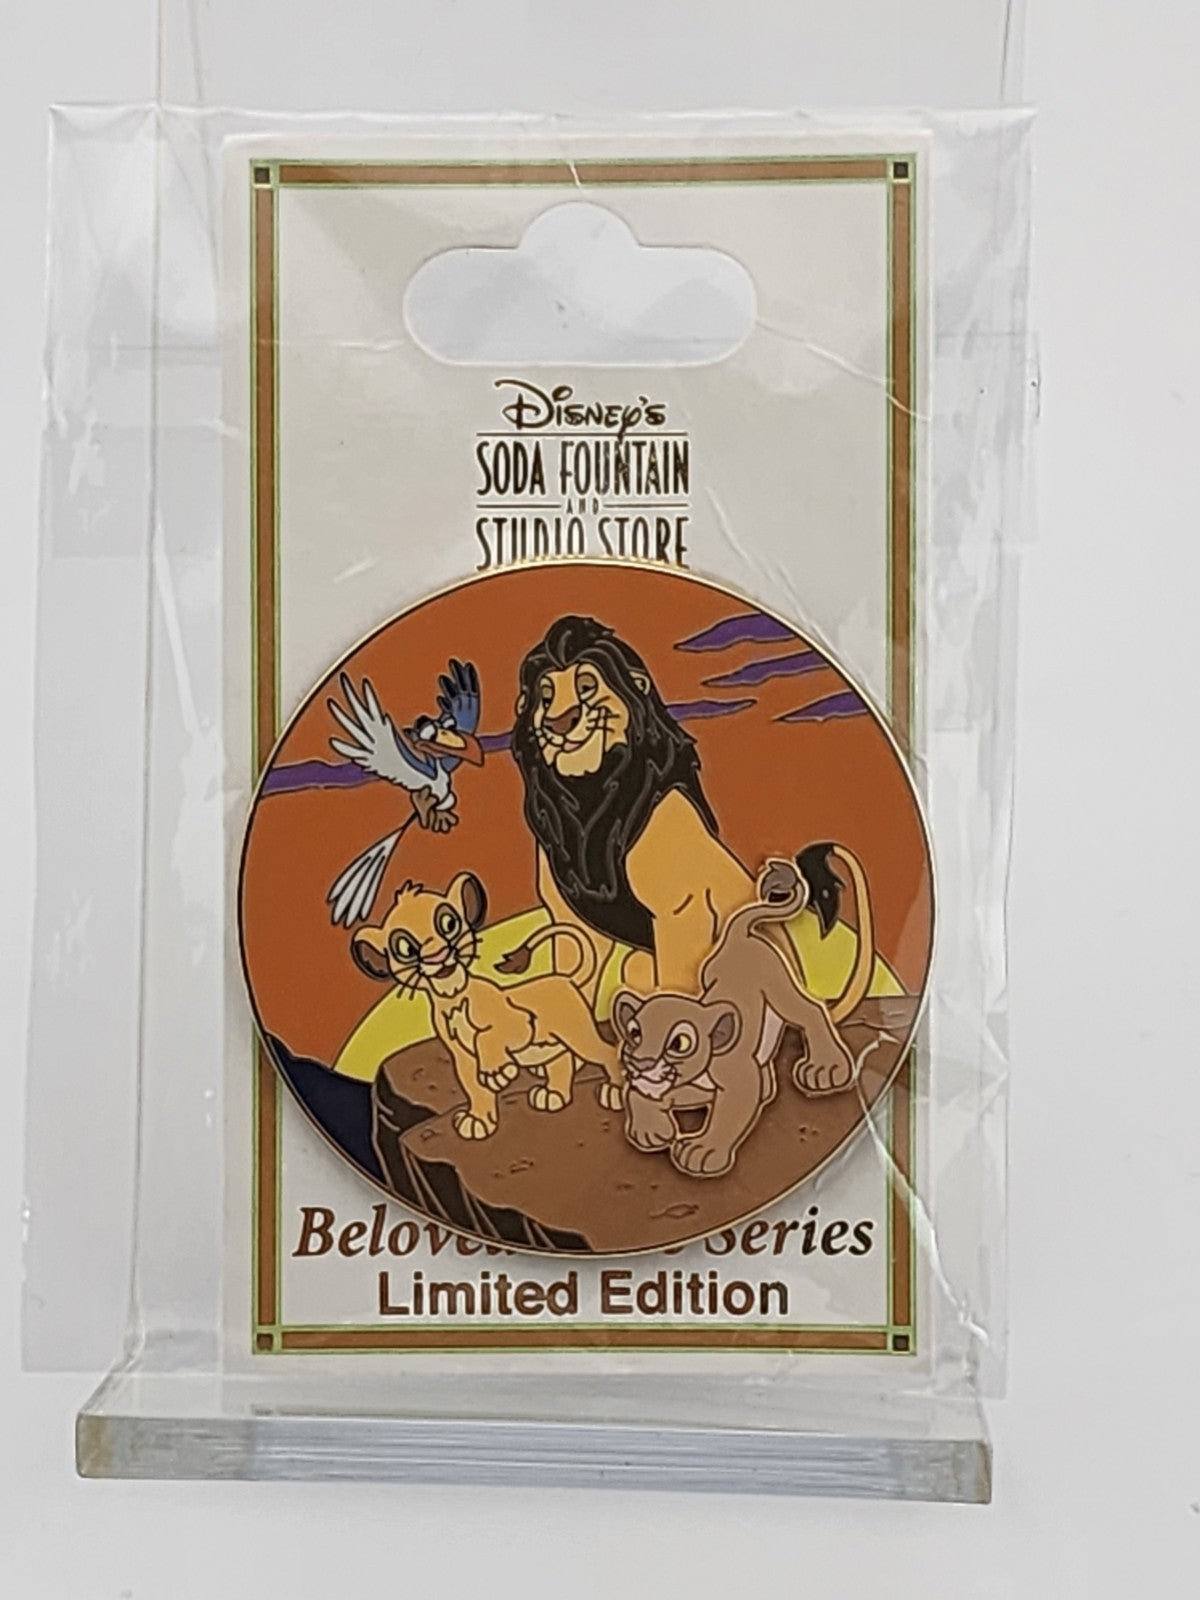 Disney's
SODA FOUNTAIN
AND
STUDIO STORE
Series
Limited Edition